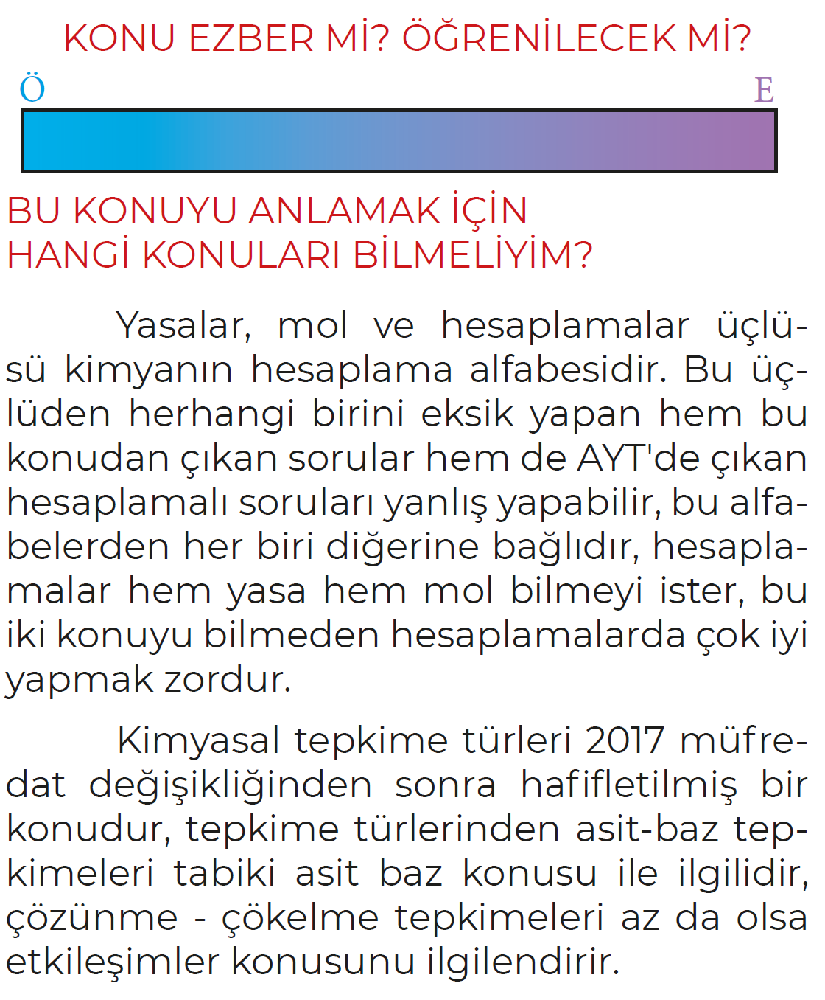 KONU EZBER Mİ? ÖĞRENİLECEK Mİ?
Ö E
BU KONUYU ANLAMAK İÇİN
HANGİ KONULARI BİLMELİYİM?
Yasalar, mol ve hesaplamalar üçlü-
sü kimyanın hesaplama alfabesidir. Bu üç-
lüden herhangi birini eksik yapan hem bu
konudan çıkan sorular hem de AYT'de çıkan
hesaplamalı soruları yanlış yapabilir, bu alfa-
belerden her biri diğerine bağlıdır, hesapla-
malar hem yasa hem mol bilmeyi ister, bu
iki konuyu bilmeden hesaplamalarda çok iyi
yapmak zordur.
Kimyasal tepkime türleri 2017 müfre-
dat değişikliğinden sonra hafifletilmiş bir
konudur, tepkime türlerinden asit-baz tep-
kimeleri tabiki asit baz konusu ile ilgilidir,
çözünme - çökelme tepkimeleri az da olsa
etkileşimler konusunu ilgilendirir.